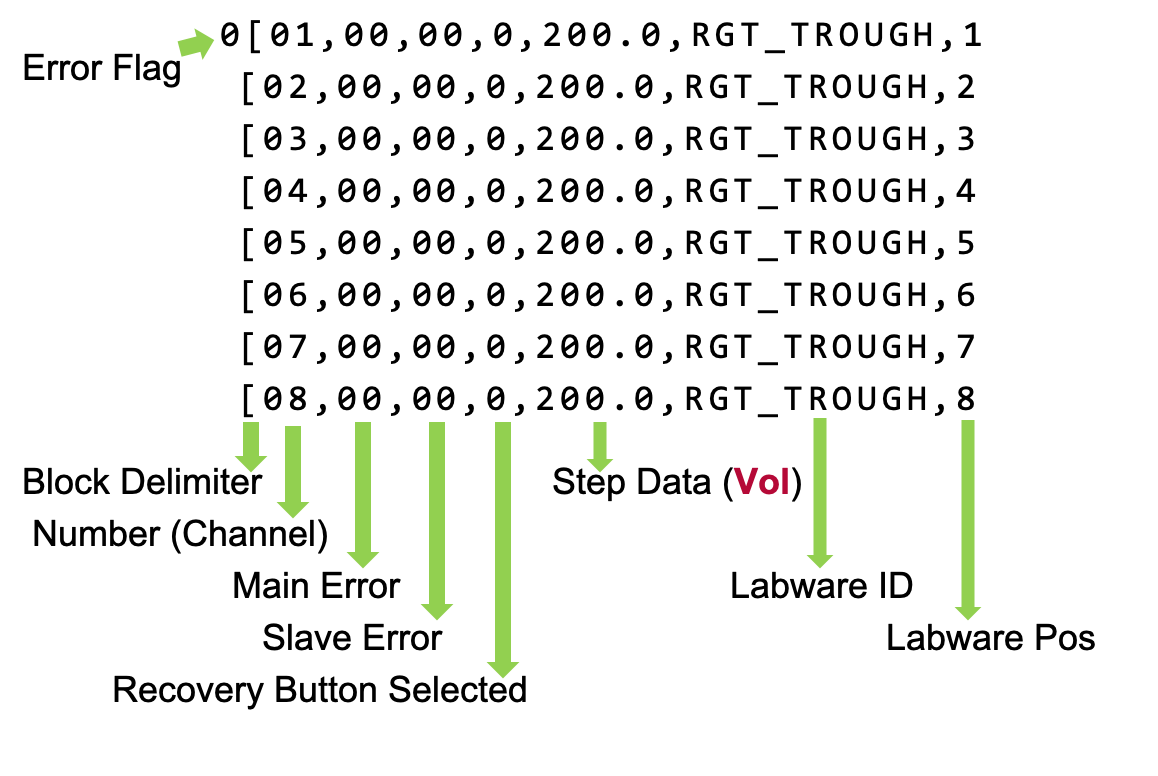 0[01,00,00,0,200.0,RGT_TROUGH,1
Error Flag
[02,00,00,0,200.0,RGT_TROUGH,2
[03,00,00,0,200.0,RGT_TROUGH,3
[04,00,00,0,200.0,RGT_TROUGH,4
[05,00,00,0,200.0,RGT_TROUGH,5
[06,00,00,0,200.0,RGT_TROUGH,6
[07,00,00,0,200.0,RGT_TROUGH,7
[08,00,00,0,200.0,RGT_TROUGH,8
Block Delimiter
Step Data (Vol)
Number (Channel)
Main Error
Labware ID
Slave Error
Labware Pos
Recovery Button Selected